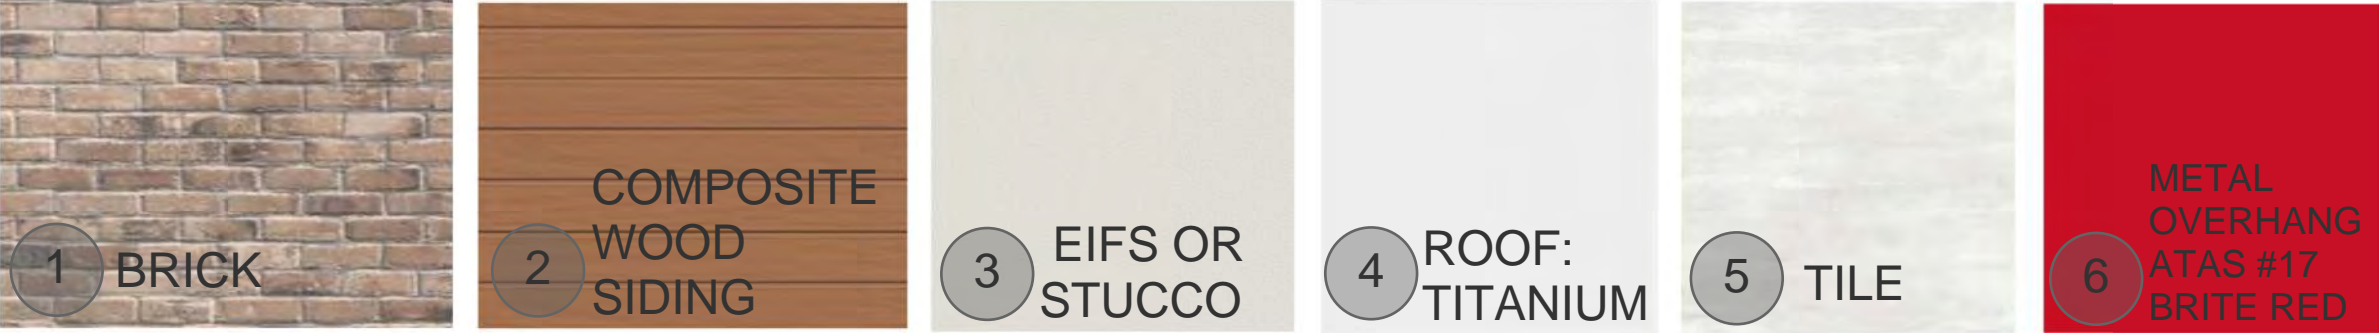 1 BRICK
2 COMPOSITE
WOOD
SIDING
3 EIFS OR
STUCCO
4 ROOF:
TITANIUM
5 TILE
6 METAL
OVERHANG
ATAS #17
BRITE RED